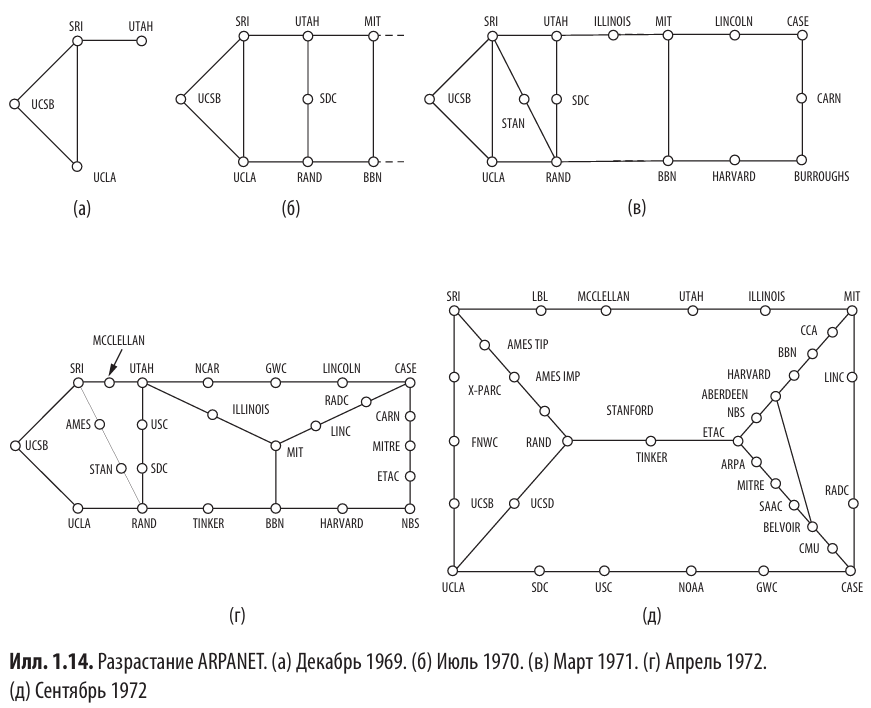 SRI UTAH
UCSB
UCLA
(а)
SRI UTAH MIT
UCSB SDC
UCLA RAND BBN
(б)
SRI UTAH ILLINOIS MIT LINCOLN CASE
UCSB SDC CARN
STAN
UCLA RAND BBN HARVARD BURROUGHS
(в)
MCCLELLAN
SRI UTAH NCAR GWC LINCOLN CASE
RADC
ILLINOIS CARN
AMES USC LINC
UCSB MIT MITRE
STAN SDC ETAC
UCLA RAND TINKER BBN HARVARD NBS
(г)
SRI LBL MCCLELLAN UTAH ILLINOIS MIT
CCA
AMES TIP BBN
X-PARC AMES IMP HARVARD LINC
ABERDEEN
STANFORD NBS
FNWC RAND ETAC
TINKER ARPA
MITRE
UCSB UCSD SAAC RADC
BELVOIR
CMU
UCLA SDC USC NOAA GWC CASE
(д)
Илл. 1.14. Разрастание ARPANET. (а) Декабрь 1969. (б) Июль 1970. (в) Март 1971. (г) Апрель 1972.
(д) Сентябрь 1972